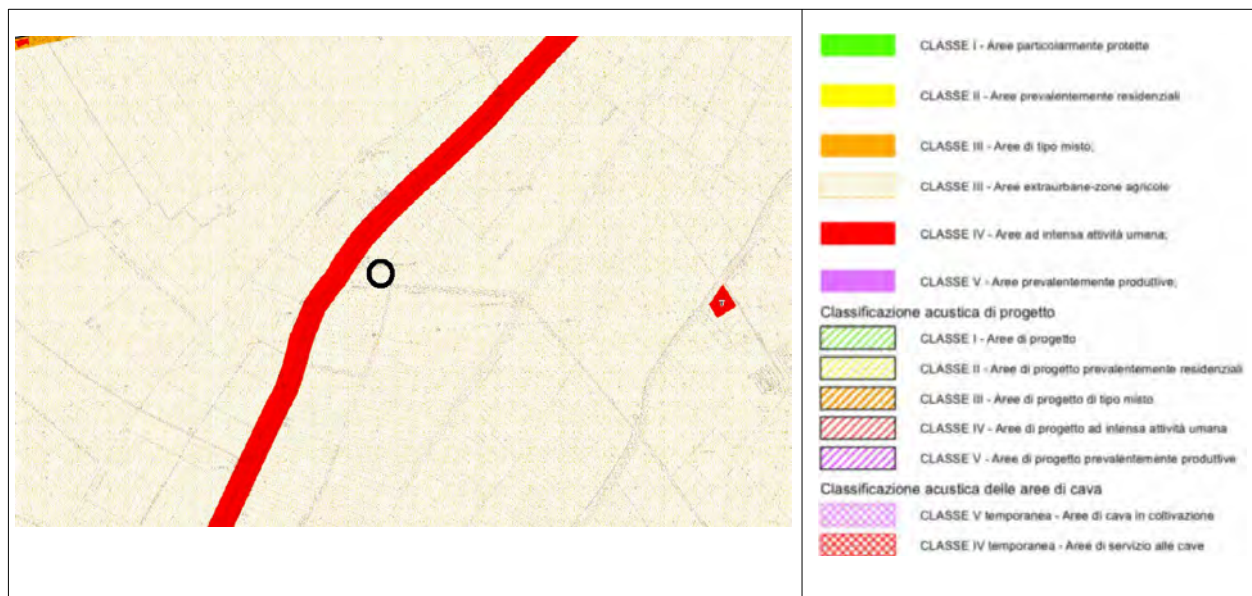 CLASSE I - Aree particolarmente protette
CLASSE II - Aree prevalentemente residenziali
CLASSE III - Aree di tipo misto;
CLASSE III - Aree extraurbane-zone agricole
CLASSE IV - Aree ad intensa attività umana;
CLASSE V - Aree prevalentemente produttive;
Classificazione acustica di progetto
CLASSE I - Aree di progetto
CLASSE II - Aree di progetto prevalentemente residenziali
CLASSE III - Aree di progetto di tipo misto
CLASSE IV - Aree di progetto ad intensa attività umana
CLASSE V - Aree di progetto prevalentemente produttive
Classificazione acustica delle aree di cava
CLASSE V temporanea - Aree di cava in coltivazione
CLASSE IV temporanea - Aree di servizio alle cave